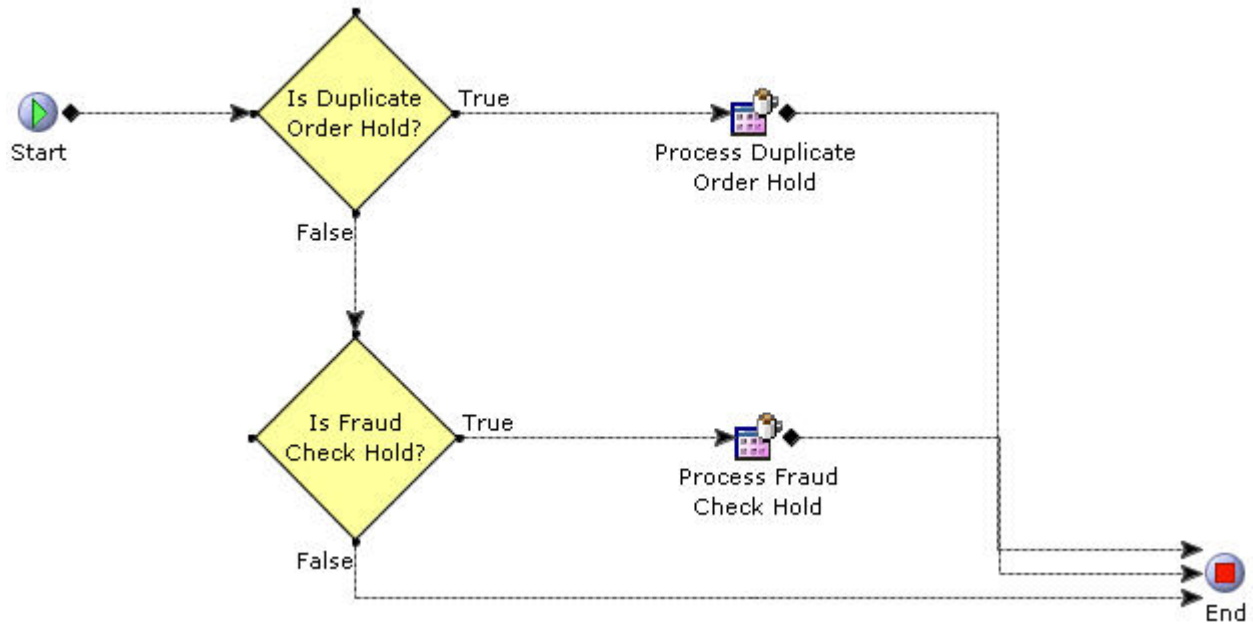 Is Duplicate
Order Hold?
True
Start
Process Duplicate
Order Hold
False
Is Fraud
Check Hold?
True
Process Fraud
Check Hold
False
End